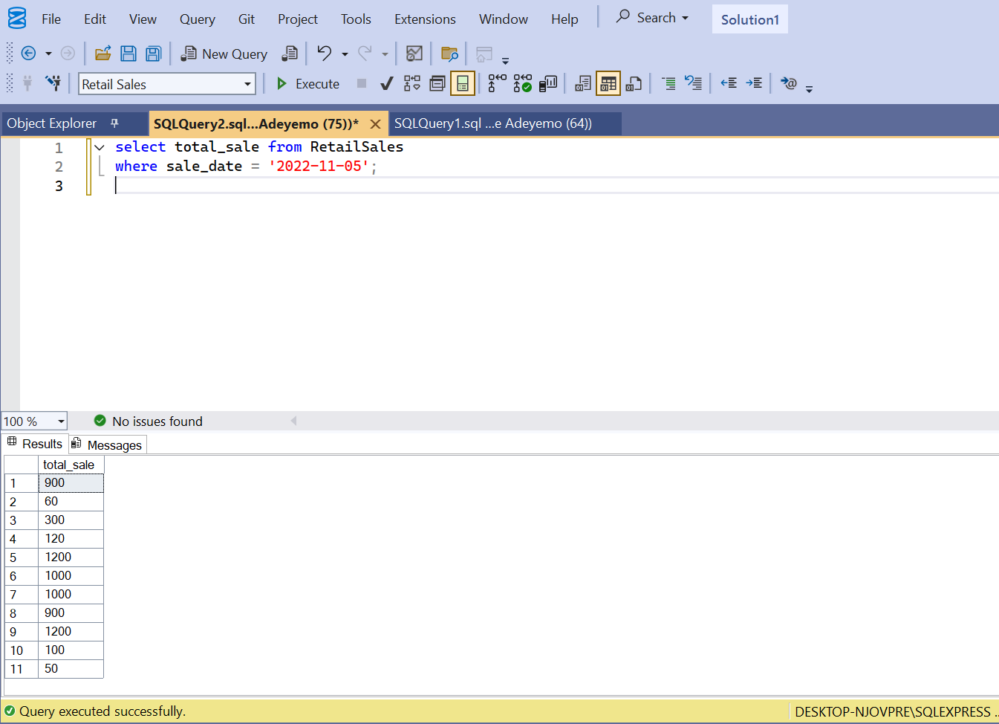 File Edit View Query Git Project Tools Extensions Window Help Search Solution1
New Query
Retail Sales Execute
Object Explorer SQLQuery2.sql...Adeyemo (75))* SQLQuery1.sql ...e Adeyemo (64))
1 select total_sale from RetailSales
2 where sale_date = '2022-11-05';
3
100 % No issues found
Results Messages
total_sale
1 900
2 60
3 300
4 120
5 1200
6 1000
7 1000
8 900
9 1200
10 100
11 50
Query executed successfully. DESKTOP-NJOVPRE\SQLEXPRESS ..